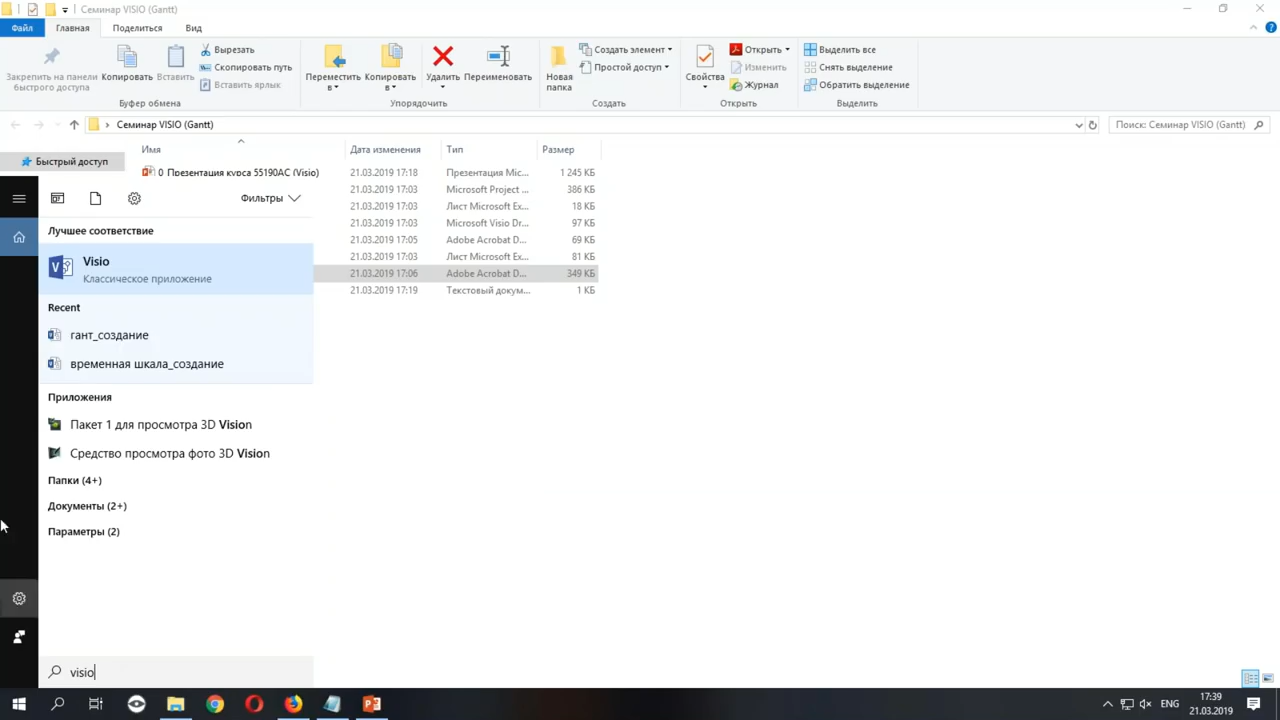 Семинар VISIO (Gantt)
Файл
Главная
Поделиться
Вид
Закрепить на панели
быстрого доступа
Копировать
Вставить
Вырезать
Скопировать путь
Вставить ярлык
Буфер обмена
Переместить
в
Копировать
в
Удалить
Переименовать
Упорядочить
Новая
папка
Создать элемент
Простой доступ
Создать
Свойства
Открыть
Изменить
Журнал
Открыть
Выделить все
Снять выделение
Обратить выделение
Выделить
Семинар VISIO (Gantt)
Поиск: Семинар VISIO (Gantt)
Быстрый доступ
Имя
Дата изменения
Тип
Размер
0 Презентация курса 55190AC (Visio) 21.03.2019 17:18 Презентация Mic... 1 245 КБ
21.03.2019 17:03 Microsoft Project ... 386 КБ
21.03.2019 17:03 Лист Microsoft Ex... 18 КБ
21.03.2019 17:03 Microsoft Visio Dr... 97 КБ
21.03.2019 17:05 Adobe Acrobat D... 69 КБ
21.03.2019 17:03 Лист Microsoft Ex... 81 КБ
21.03.2019 17:06 Adobe Acrobat D... 349 КБ
21.03.2019 17:19 Текстовый докум... 1 КБ
Фильтры
Лучшее соответствие
Visio
Классическое приложение
Recent
гант_создание
временная шкала_создание
Приложения
Пакет 1 для просмотра 3D Vision
Средство просмотра фото 3D Vision
Папки (4+)
Документы (2+)
Параметры (2)
visio
ENG
17:39
21.03.2019